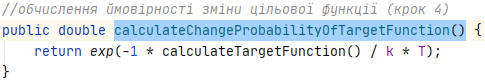 //обчислення ймовірності зміни цільової функції (крок 4)
public double calculateChangeProbabilityOfTargetFunction() {
    return exp(-1 * calculateTargetFunction() / k * T);
}